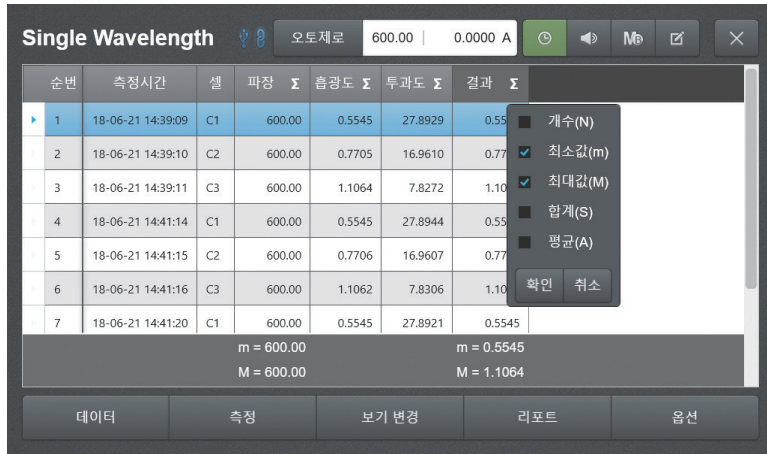 Single Wavelength 오토제로 600.00 0.0000 A
순번 측정시간 셀 파장 Σ 흡광도 Σ 투과도 Σ 결과 Σ
1 18-06-21 14:39:09 C1 600.00 0.5545 27.8929 0.55
2 18-06-21 14:39:10 C2 600.00 0.7705 16.9610 0.77
3 18-06-21 14:39:11 C3 600.00 1.1064 7.8272 1.10
4 18-06-21 14:41:14 C1 600.00 0.5545 27.8944 0.55
5 18-06-21 14:41:15 C2 600.00 0.7706 16.9607 0.77
6 18-06-21 14:41:16 C3 600.00 1.1062 7.8306 1.10
7 18-06-21 14:41:20 C1 600.00 0.5545 27.8921 0.5545
개수(N)
최소값(m)
최대값(M)
합계(S)
평균(A)
확인 취소
m = 600.00 m = 0.5545
M = 600.00 M = 1.1064
데이터 측정 보기 변경 리포트 옵션